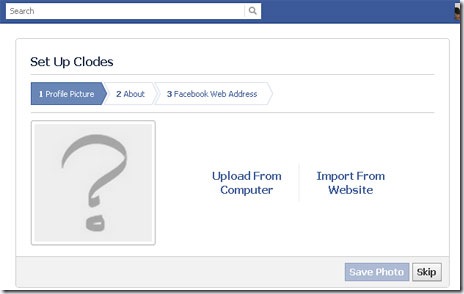 Search
Set Up Clodes
1 Profile Picture 2 About 3 Facebook Web Address
?
Upload From Import From
Computer Website
Save Photo Skip